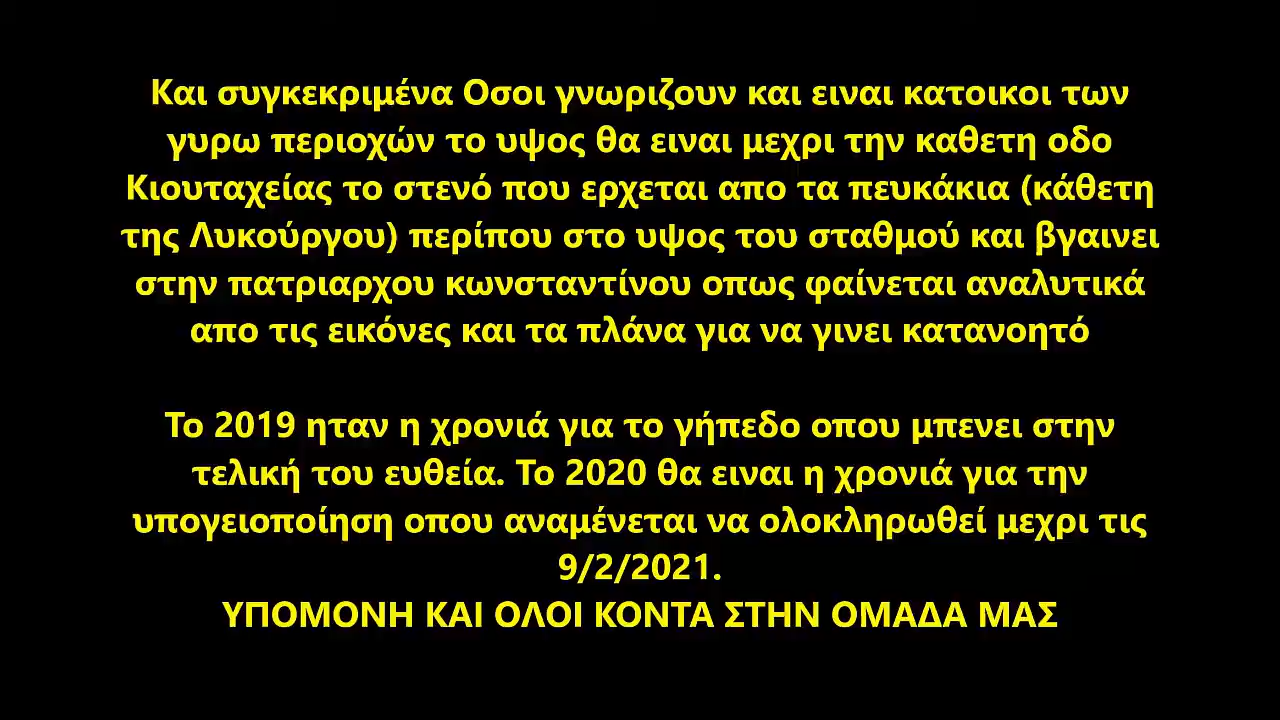 Και συγκεκριμένα Οσοι γνωριζουν και ειναι κατοικοι των
γυρω περιοχών το υψος θα ειναι μεχρι την καθετη οδο
Κιουταχείας το στενό που ερχεται απο τα πευκάκια (κάθετη
της Λυκούργου) περίπου στο υψος του σταθμού και βγαινει
στην πατριαρχου κωνσταντίνου οπως φαίνεται αναλυτικά
απο τις εικόνες και τα πλάνα για να γινει κατανοητό
Το 2019 ηταν η χρονιά για το γήπεδο οπου μπενει στην
τελική του ευθεία. Το 2020 θα ειναι η χρονιά για την
υπογειοποίηση οπου αναμένεται να ολοκληρωθεί μεχρι τις
9/2/2021.
ΥΠΟΜΟΝΗ ΚΑΙ ΟΛΟΙ ΚΟΝΤΑ ΣΤΗΝ ΟΜΑΔΑ ΜΑΣ